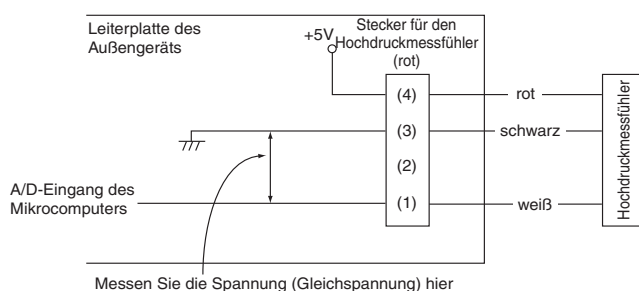 Leiterplatte des
Außengeräts
Stecker für den
Hochdruckmessfühler
(rot)
+5V
(4)
rot
(3)
schwarz
(2)
A/D-Eingang des
Mikrocomputers
(1)
weiß
Hochdruckmessfühler
Messen Sie die Spannung (Gleichspannung) hier